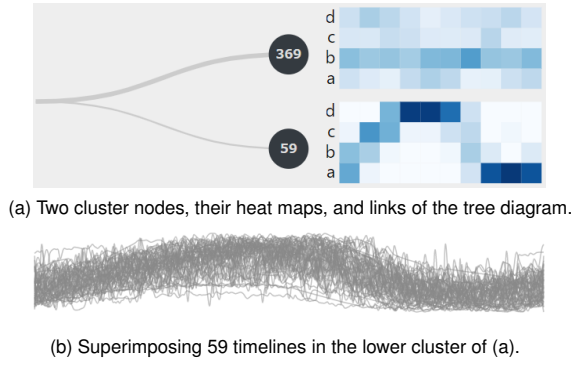 d
c
369
b
a
d
c
59
b
a
(a) Two cluster nodes, their heat maps, and links of the tree diagram.
(b) Superimposing 59 timelines in the lower cluster of (a).